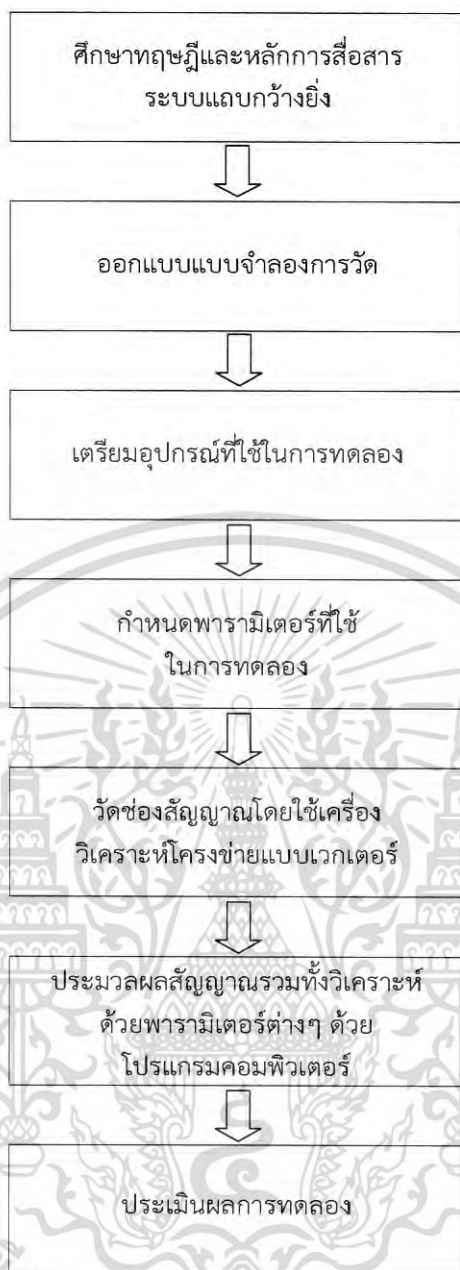 ศึกษาทฤษฎีและหลักการสื่อสาร
ระบบแถบกว้างยิ่ง
ออกแบบแบบจำลองการวัด
เตรียมอุปกรณ์ที่ใช้ในการทดลอง
กำหนดพารามิเตอร์ที่ใช้
ในการทดลอง
วัดช่องสัญญาณโดยใช้เครื่อง
วิเคราะห์โครงข่ายแบบเวกเตอร์
ประมวลผลสัญญาณรวมทั้งวิเคราะห์
ด้วยพารามิเตอร์ต่างๆ ด้วย
โปรแกรมคอมพิวเตอร์
ประเมินผลการทดลอง